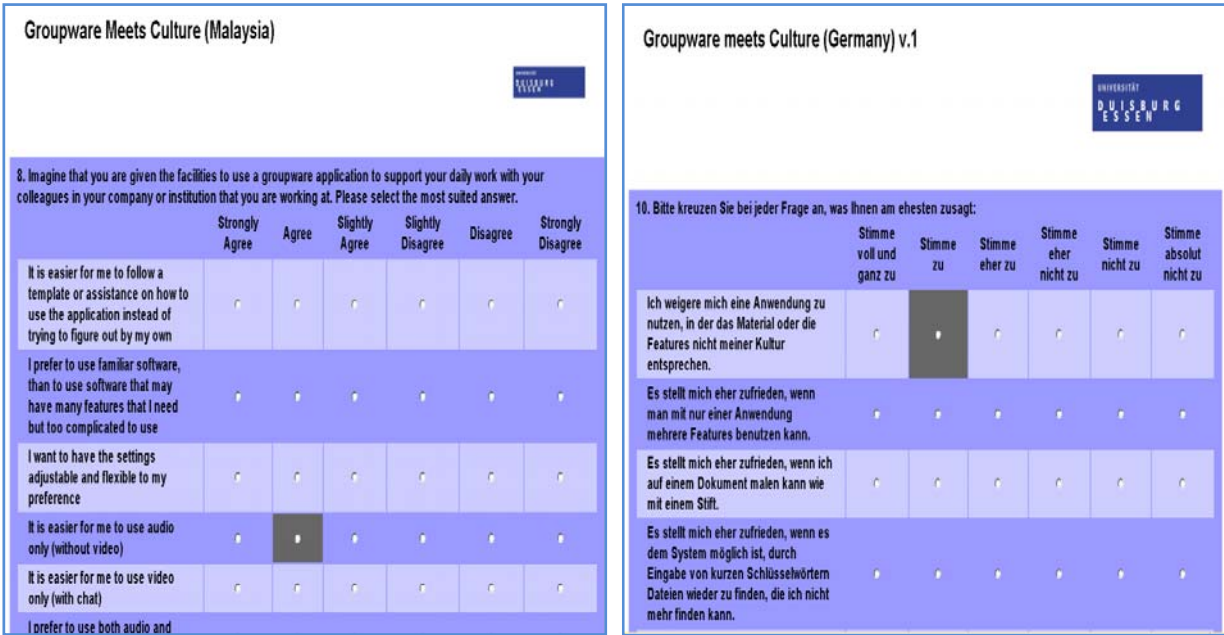 Groupware Meets Culture (Malaysia)
UNIVERSITÄT
DUISBURG
ESSEN
8. Imagine that you are given the facilities to use a groupware application to support your daily work with your
colleagues in your company or institution that you are working at. Please select the most suited answer.
Strongly
Agree
Agree
Slightly
Agree
Slightly
Disagree
Disagree
Strongly
Disagree
It is easier for me to follow a
template or assistance on how to
use the application instead of
trying to figure out by my own
I prefer to use familiar software,
than to use software that may
have many features that I need
but too complicated to use
I want to have the settings
adjustable and flexible to my
preference
It is easier for me to use audio
only (without video)
It is easier for me to use video
only (with chat)
I prefer to use both audio and
Groupware meets Culture (Germany) v.1
UNIVERSITÄT
DUISBURG
ESSEN
10. Bitte kreuzen Sie bei jeder Frage an, was Ihnen am ehesten zusagt:
Stimme
voll und
ganz zu
Stimme
zu
Stimme
eher zu
Stimme
eher
nicht zu
Stimme
nicht zu
Stimme
absolut
nicht zu
Ich weigere mich eine Anwendung zu
nutzen, in der das Material oder die
Features nicht meiner Kultur
entsprechen.
Es stellt mich eher zufrieden, wenn
man mit nur einer Anwendung
mehrere Features benutzen kann.
Es stellt mich eher zufrieden, wenn ich
auf einem Dokument malen kann wie
mit einem Stift.
Es stellt mich eher zufrieden, wenn es
dem System möglich ist, durch
Eingabe von kurzen Schlüsselwörtern
Dateien wieder zu finden, die ich nicht
mehr finden kann.